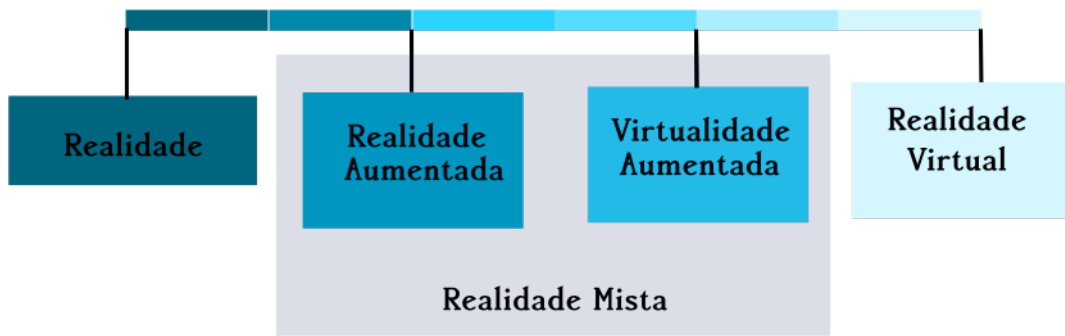 Realidade
Realidade
Aumentada
Virtualidade
Aumentada
Realidade
Virtual
Realidade Mista